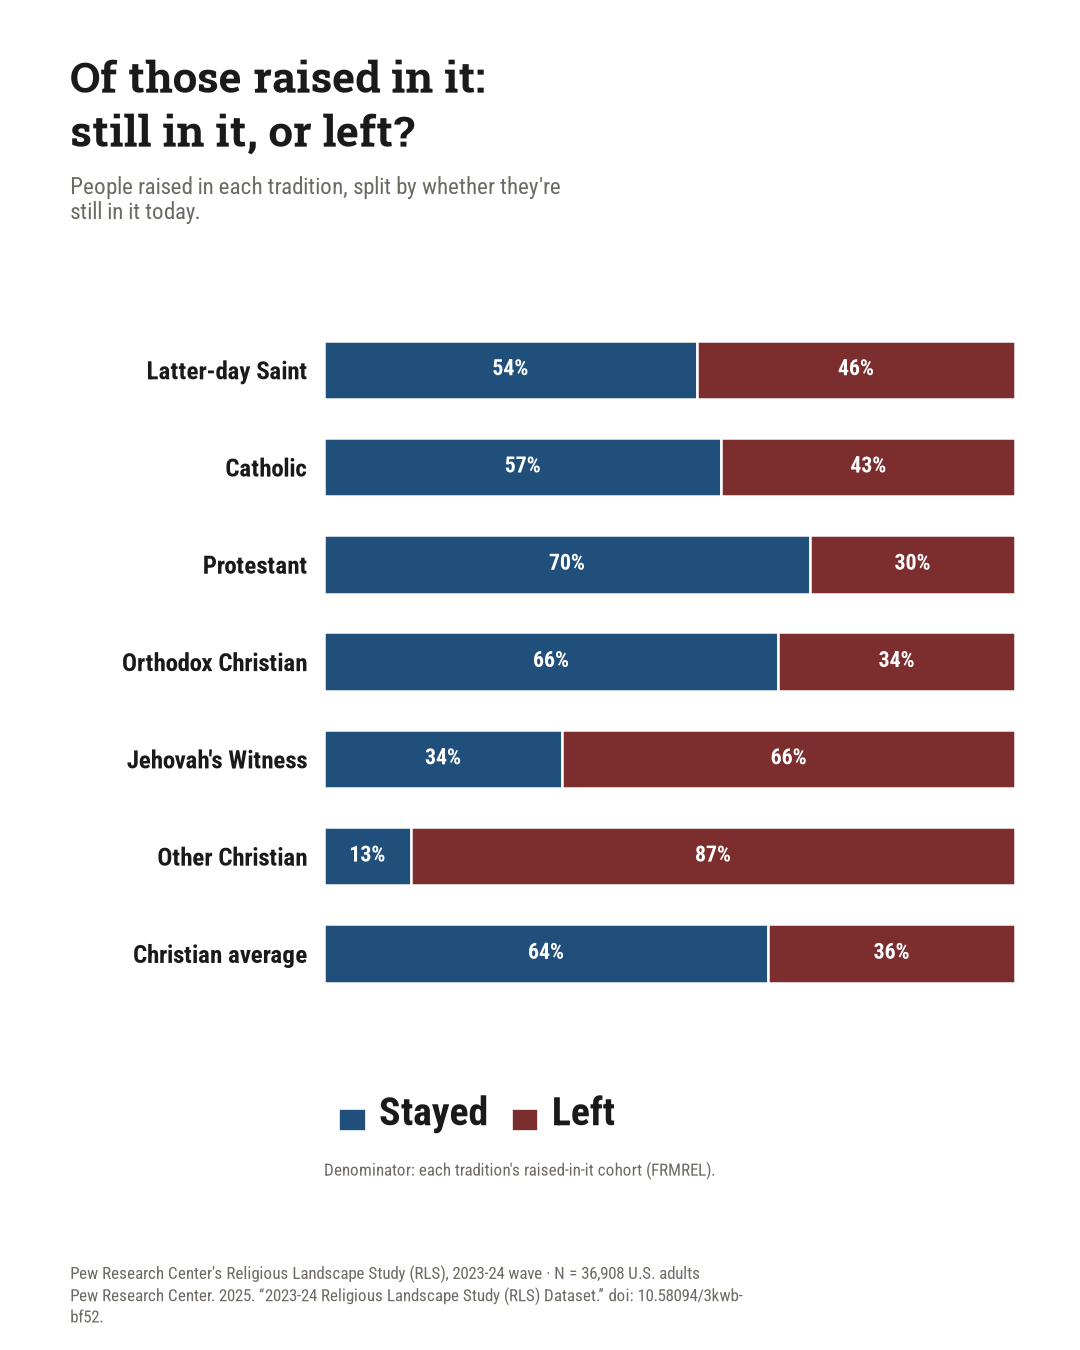 Of those raised in it:
still in it, or left?
People raised in each tradition, split by whether they're
still in it today.
Latter-day Saint 54% 46%
Catholic 57% 43%
Protestant 70% 30%
Orthodox Christian 66% 34%
Jehovah's Witness 34% 66%
Other Christian 13% 87%
Christian average 64% 36%
Stayed Left
Denominator: each tradition's raised-in-it cohort (FRMREL).
Pew Research Center's Religious Landscape Study (RLS), 2023-24 wave · N = 36,908 U.S. adults
Pew Research Center. 2025. “2023-24 Religious Landscape Study (RLS) Dataset.” doi: 10.58094/3kwb-
bf52.